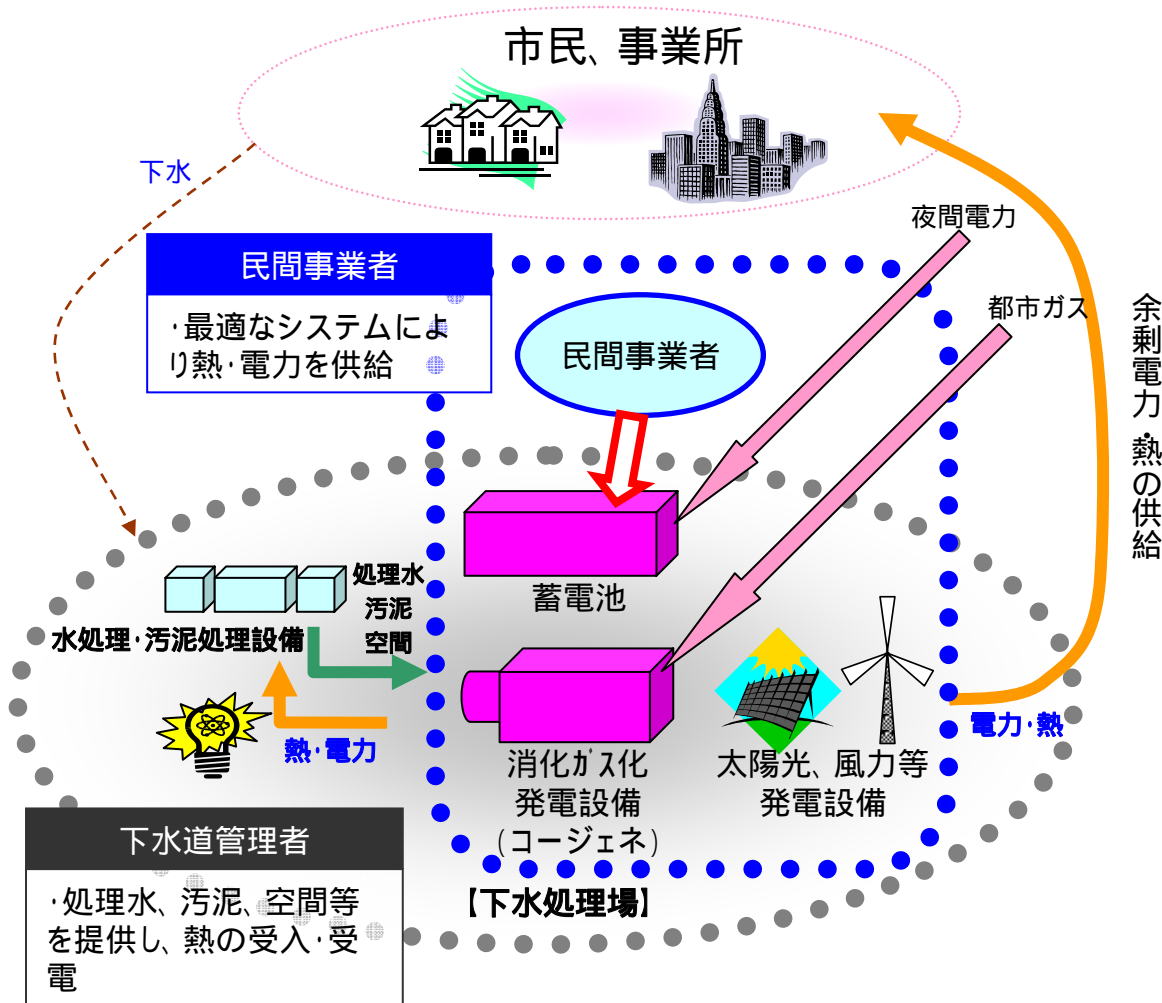 市民、事業所
下水
夜間電力
民間事業者
・最適なシステムによ
り熱・電力を供給
民間事業者
都市ガス
余剰電力・熱の供給
蓄電池
処理水
汚泥
空間
水処理・汚泥処理設備
熱・電力
消化ガス化
発電設備
(コージェネ)
太陽光、風力等
発電設備
電力・熱
下水道管理者
・処理水、汚泥、空間等
を提供し、熱の受入・受
電
【下水処理場】